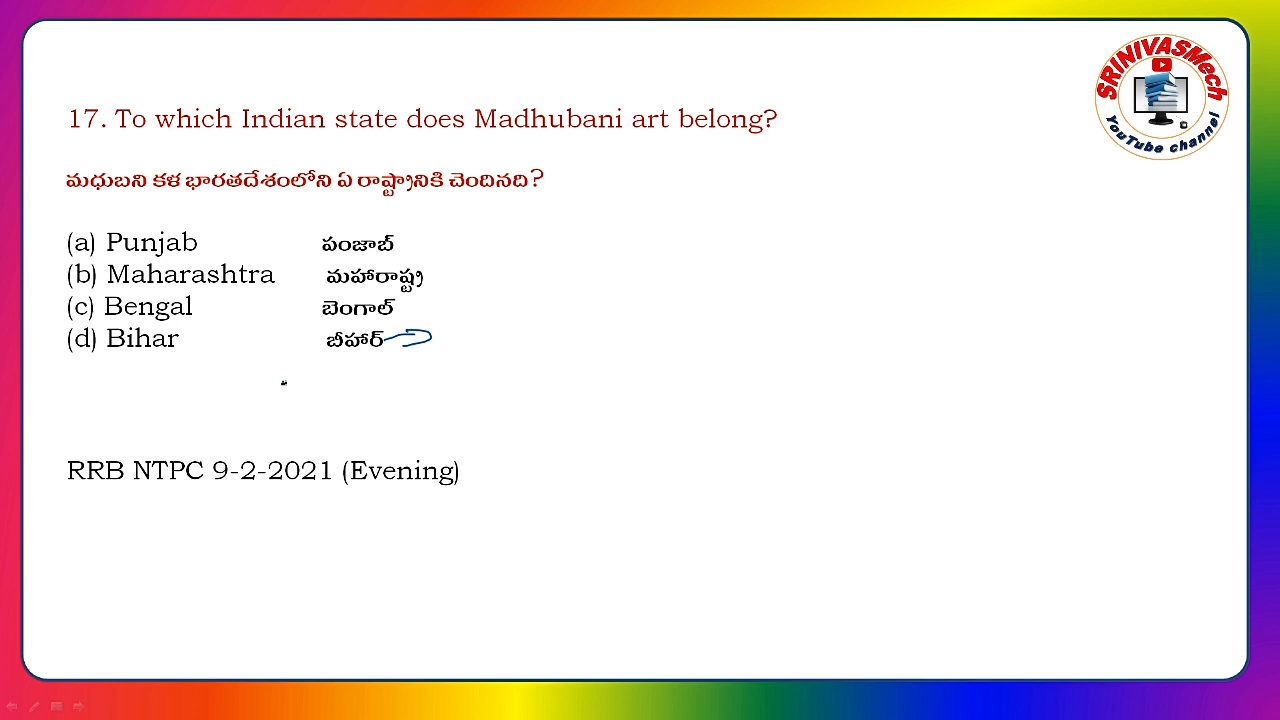 SRINIVASMech
YouTube channel
17. To which Indian state does Madhubani art belong?
మధుబని కళ భారతదేశంలోని ఏ రాష్ట్రానికి చెందినది?
(a) Punjab పంజాబ్
(b) Maharashtra మహారాష్ట్ర
(c) Bengal బెంగాల్
(d) Bihar బీహార్
RRB NTPC 9-2-2021 (Evening)